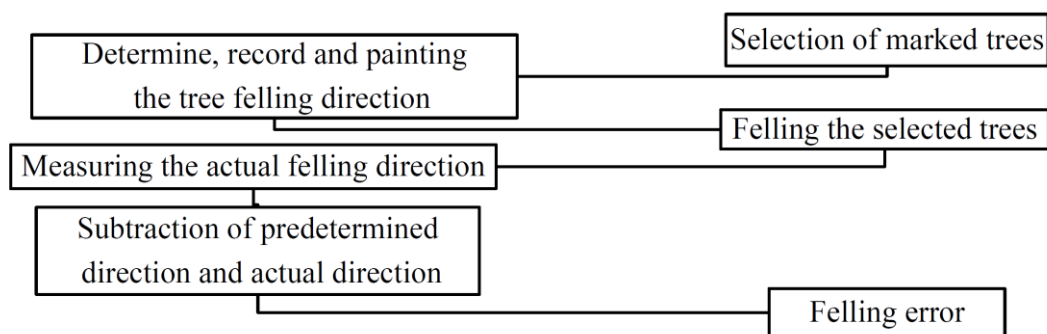 Selection of marked trees
Determine, record and painting
the tree felling direction
Felling the selected trees
Measuring the actual felling direction
Subtraction of predetermined
direction and actual direction
Felling error